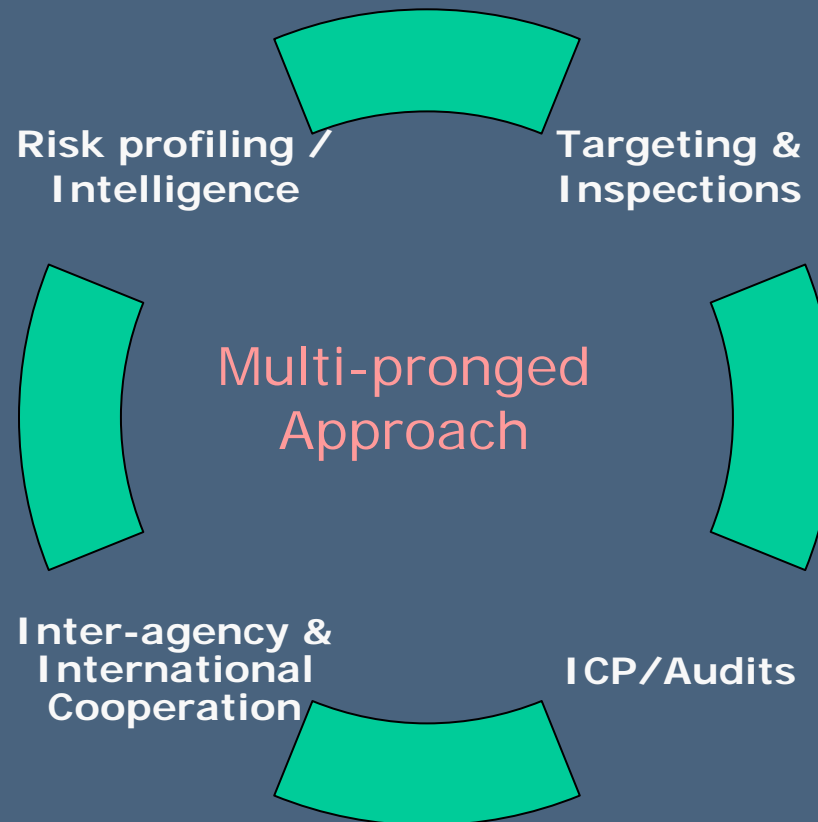 Risk profiling /
Intelligence
Targeting &
Inspections
Multi-pronged
Approach
Inter-agency &
International
Cooperation
ICP/Audits